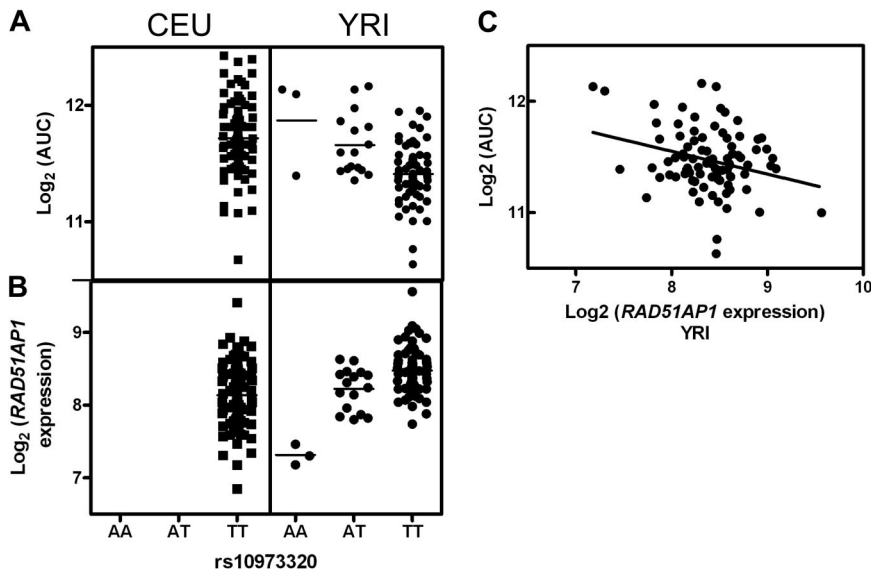 A
CEU
YRI
Log2 (AUC)
12
11
B
Log2 (RAD51AP1
expression)
9
8
7
AA AT TT AA AT TT
rs10973320
C
Log2 (AUC)
12
11
7 8 9 10
Log2 (RAD51AP1 expression)
YRI